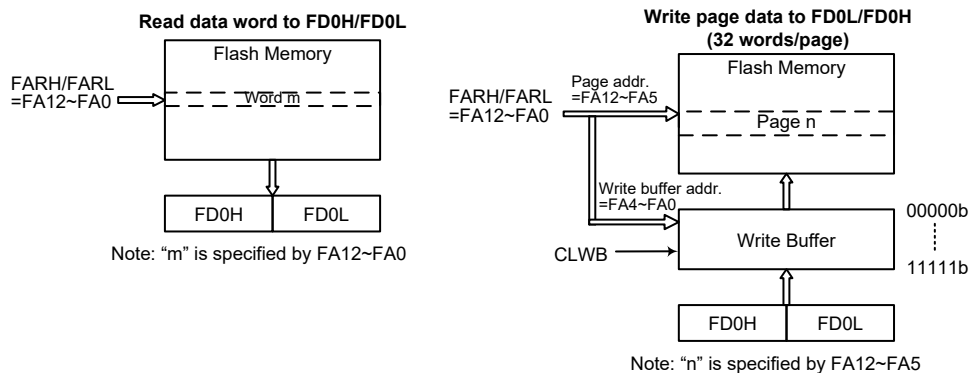 Read data word to FD0H/FD0L
Flash Memory
FARH/FARL
=FA12~FA0
Word m
FD0H
FD0L
Note: “m” is specified by FA12~FA0
Write page data to FD0L/FD0H
(32 words/page)
Flash Memory
Page addr.
=FA12~FA5
FARH/FARL
=FA12~FA0
Page n
Write buffer addr.
=FA4~FA0
00000b
Write Buffer
CLWB
11111b
FD0H
FD0L
Note: “n” is specified by FA12~FA5